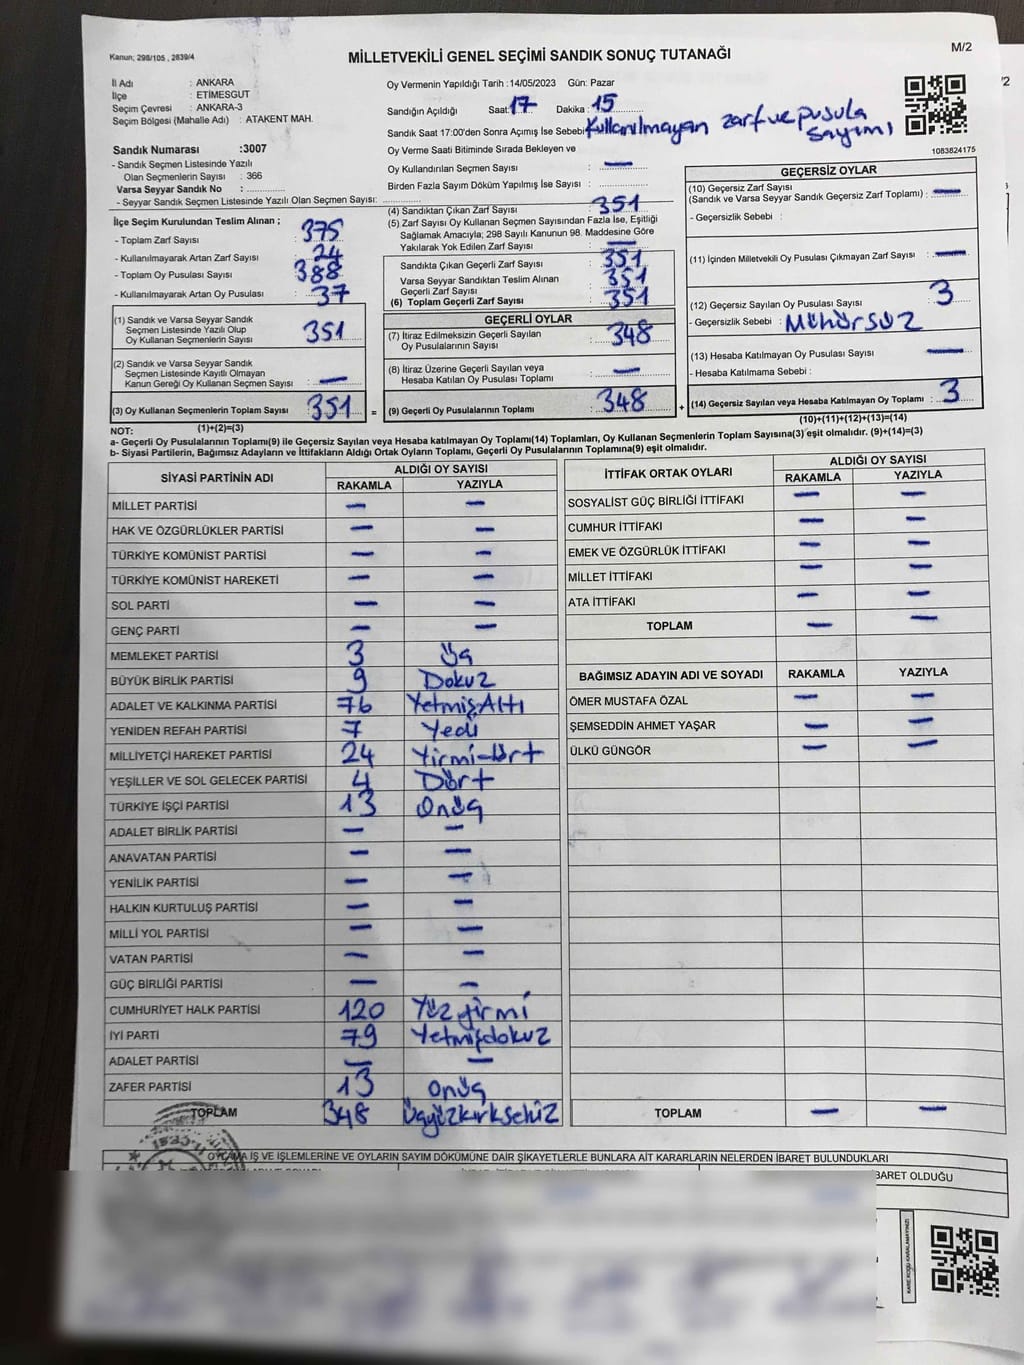 Kanun; 298/105 , 2839/4
MİLLETVEKİLİ GENEL SEÇİMİ SANDIK SONUÇ TUTANAĞI
M/2
İl Adı : ANKARA
İlçe : ETİMESGUT
Seçim Çevresi : ANKARA-3
Seçim Bölgesi (Mahalle Adı) : ATAKENT MAH.
Sandık Numarası :3007
- Sandık Seçmen Listesinde Yazılı
Olan Seçmenlerin Sayısı : 366
Varsa Seyyar Sandık No :
- Seyyar Sandık Seçmen Listesinde Yazılı Olan Seçmen Sayısı:
Oy Vermenin Yapıldığı Tarih :14/05/2023 Gün: Pazar
Sandığın Açıldığı Saat:17 Dakika :15
Sandık Saat 17:00'den Sonra Açımış İse Sebebi Kullanılmayan zarf ve pusula
sayımı
Oy Verme Saati Bitiminde Sırada Bekleyen ve
Oy Kullandırılan Seçmen Sayısı : —
Birden Fazla Sayım Döküm Yapılmış İse Sayısı :
1083824175
İlçe Seçim Kurulundan Teslim Alınan ;
- Toplam Zarf Sayısı : 375
- Kullanılmayarak Artan Zarf Sayısı : 24
- Toplam Oy Pusulası Sayısı : 388
- Kullanılmayarak Artan Oy Pusulası : 37
(1) Sandık ve Varsa Seyyar Sandık
Seçmen Listesinde Yazılı Olup
Oy Kullanan Seçmenlerin Sayısı : 351
(2) Sandık ve Varsa Seyyar Sandık
Seçmen Listesinde Kayıtlı Olmayan
Kanun Gereği Oy Kullanan Seçmen Sayısı : —
(3) Oy Kullanan Seçmenlerin Toplam Sayısı : 351 =
(1)+(2)=(3)
(4) Sandıktan Çıkan Zarf Sayısı : 351
(5) Zarf Sayısı Oy Kullanan Seçmen Sayısından Fazla İse, Eşitliği
Sağlamak Amacıyla; 298 Sayılı Kanunun 98. Maddesine Göre
Yakılarak Yok Edilen Zarf Sayısı : —
Sandıkta Çıkan Geçerli Zarf Sayısı : 351
Varsa Seyyar Sandıktan Teslim Alınan
Geçerli Zarf Sayısı : 351
(6) Toplam Geçerli Zarf Sayısı : 351
GEÇERLİ OYLAR
(7) İtiraz Edilmeksizin Geçerli Sayılan
Oy Pusulalarının Sayısı : 348
(8) İtiraz Üzerine Geçerli Sayılan veya
Hesaba Katılan Oy Pusulası Toplamı : —
(9) Geçerli Oy Pusulalarının Toplamı : 348 +
GEÇERSİZ OYLAR
(10) Geçersiz Zarf Sayısı : —
(Sandık ve Varsa Seyyar Sandık Geçersiz Zarf Toplamı)
- Geçersizlik Sebebi :
(11) İçinden Milletvekili Oy Pusulası Çıkmayan Zarf Sayısı : —
(12) Geçersiz Sayılan Oy Pusulası Sayısı : 3
- Geçersizlik Sebebi : Mühürsüz
(13) Hesaba Katılmayan Oy Pusulası Sayısı : —
- Hesaba Katılmama Sebebi :
(14) Geçersiz Sayılan veya Hesaba Katılmayan Oy Toplamı : 3
(10)+(11)+(12)+(13)=(14)
NOT:
a- Geçerli Oy Pusulalarının Toplamı(9) ile Geçersiz Sayılan veya Hesaba katılmayan Oy Toplamı(14) Toplamları, Oy Kullanan Seçmenlerin Toplam Sayısına(3) eşit olmalıdır. (9)+(14)=(3)
b- Siyasi Partilerin, Bağımsız Adayların ve İttifakların Aldığı Oyların Toplamı, Geçerli Oy Pusulalarının Toplamına(9) eşit olmalıdır.
SİYASİ PARTİNİN ADI ALDIĞI OY SAYISI
RAKAMLA YAZIYLA
MİLLET PARTİSİ — —
HAK VE ÖZGÜRLÜKLER PARTİSİ — —
TÜRKİYE KOMÜNİST PARTİSİ — —
TÜRKİYE KOMÜNİST HAREKETİ — —
SOL PARTİ — —
GENÇ PARTİ — —
MEMLEKET PARTİSİ 3 Üç
BÜYÜK BİRLİK PARTİSİ 9 Dokuz
ADALET VE KALKINMA PARTİSİ 76 YetmişAltı
YENİDEN REFAH PARTİSİ 7 Yedi
MİLLİYETÇİ HAREKET PARTİSİ 24
YEŞİLLER VE SOL GELECEK PARTİSİ 4 Dört
TÜRKİYE İŞÇİ PARTİSİ 13 Onüç
ADALET BİRLİK PARTİSİ — —
ANAVATAN PARTİSİ — —
YENİLİK PARTİSİ — —
HALKIN KURTULUŞ PARTİSİ — —
MİLLİ YOL PARTİSİ — —
VATAN PARTİSİ — —
GÜÇ BİRLİĞİ PARTİSİ — —
CUMHURİYET HALK PARTİSİ 120 Yüzyirmi
İYİ PARTİ 79 Yetmişdokuz
ADALET PARTİSİ — —
ZAFER PARTİSİ 13 Onüç
TOPLAM 348 Üçyüzkırksekiz
İTTİFAK ORTAK OYLARI ALDIĞI OY SAYISI
RAKAMLA YAZIYLA
SOSYALİST GÜÇ BİRLİĞİ İTTİFAKI — —
CUMHUR İTTİFAKI — —
EMEK VE ÖZGÜRLÜK İTTİFAKI — —
MİLLET İTTİFAKI — —
ATA İTTİFAKI — —
TOPLAM — —
BAĞIMSIZ ADAYIN ADI VE SOYADI RAKAMLA YAZIYLA
ÖMER MUSTAFA ÖZAL — —
ŞEMSEDDİN AHMET YAŞAR — —
ÜLKÜ GÜNGÖR — —
TOPLAM — —
OYLAMA İŞ VE İŞLEMLERİNE VE OYLARIN SAYIM DÖKÜMÜNE DAİR ŞİKAYETLERLE BUNLARA AİT KARARLARIN NELERDEN İBARET BULUNDUKLARI
BARET OLDUĞU